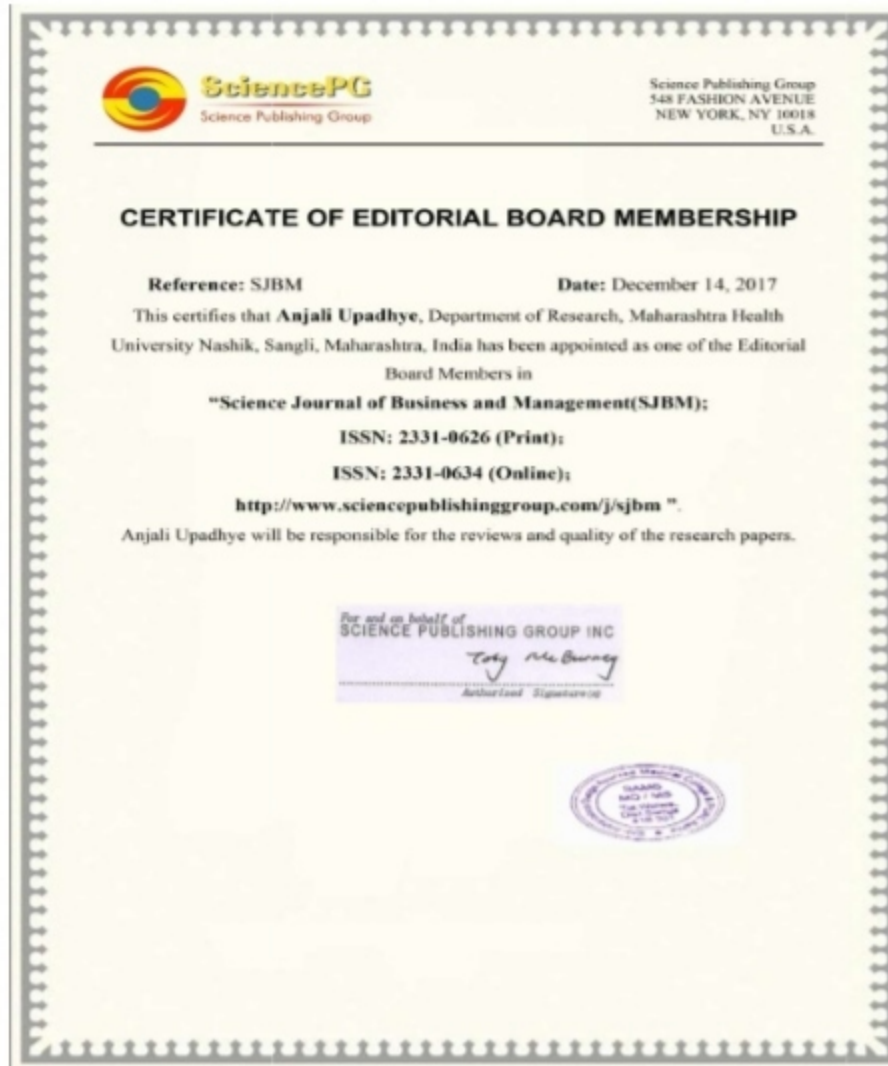 SciencePG
Science Publishing Group
Science Publishing Group
548 FASHION AVENUE
NEW YORK, NY 10018
U.S.A.
CERTIFICATE OF EDITORIAL BOARD MEMBERSHIP
Reference: SJBM Date: December 14, 2017
This certifies that Anjali Upadhye, Department of Research, Maharashtra Health
University Nashik, Sangli, Maharashtra, India has been appointed as one of the Editorial
Board Members in
“Science Journal of Business and Management(SJBM);
ISSN: 2331-0626 (Print);
ISSN: 2331-0634 (Online);
http://www.sciencepublishinggroup.com/j/sjbm ”.
Anjali Upadhye will be responsible for the reviews and quality of the research papers.
For and on behalf of
SCIENCE PUBLISHING GROUP INC
Toby McBurney
Authorised Signature(s)